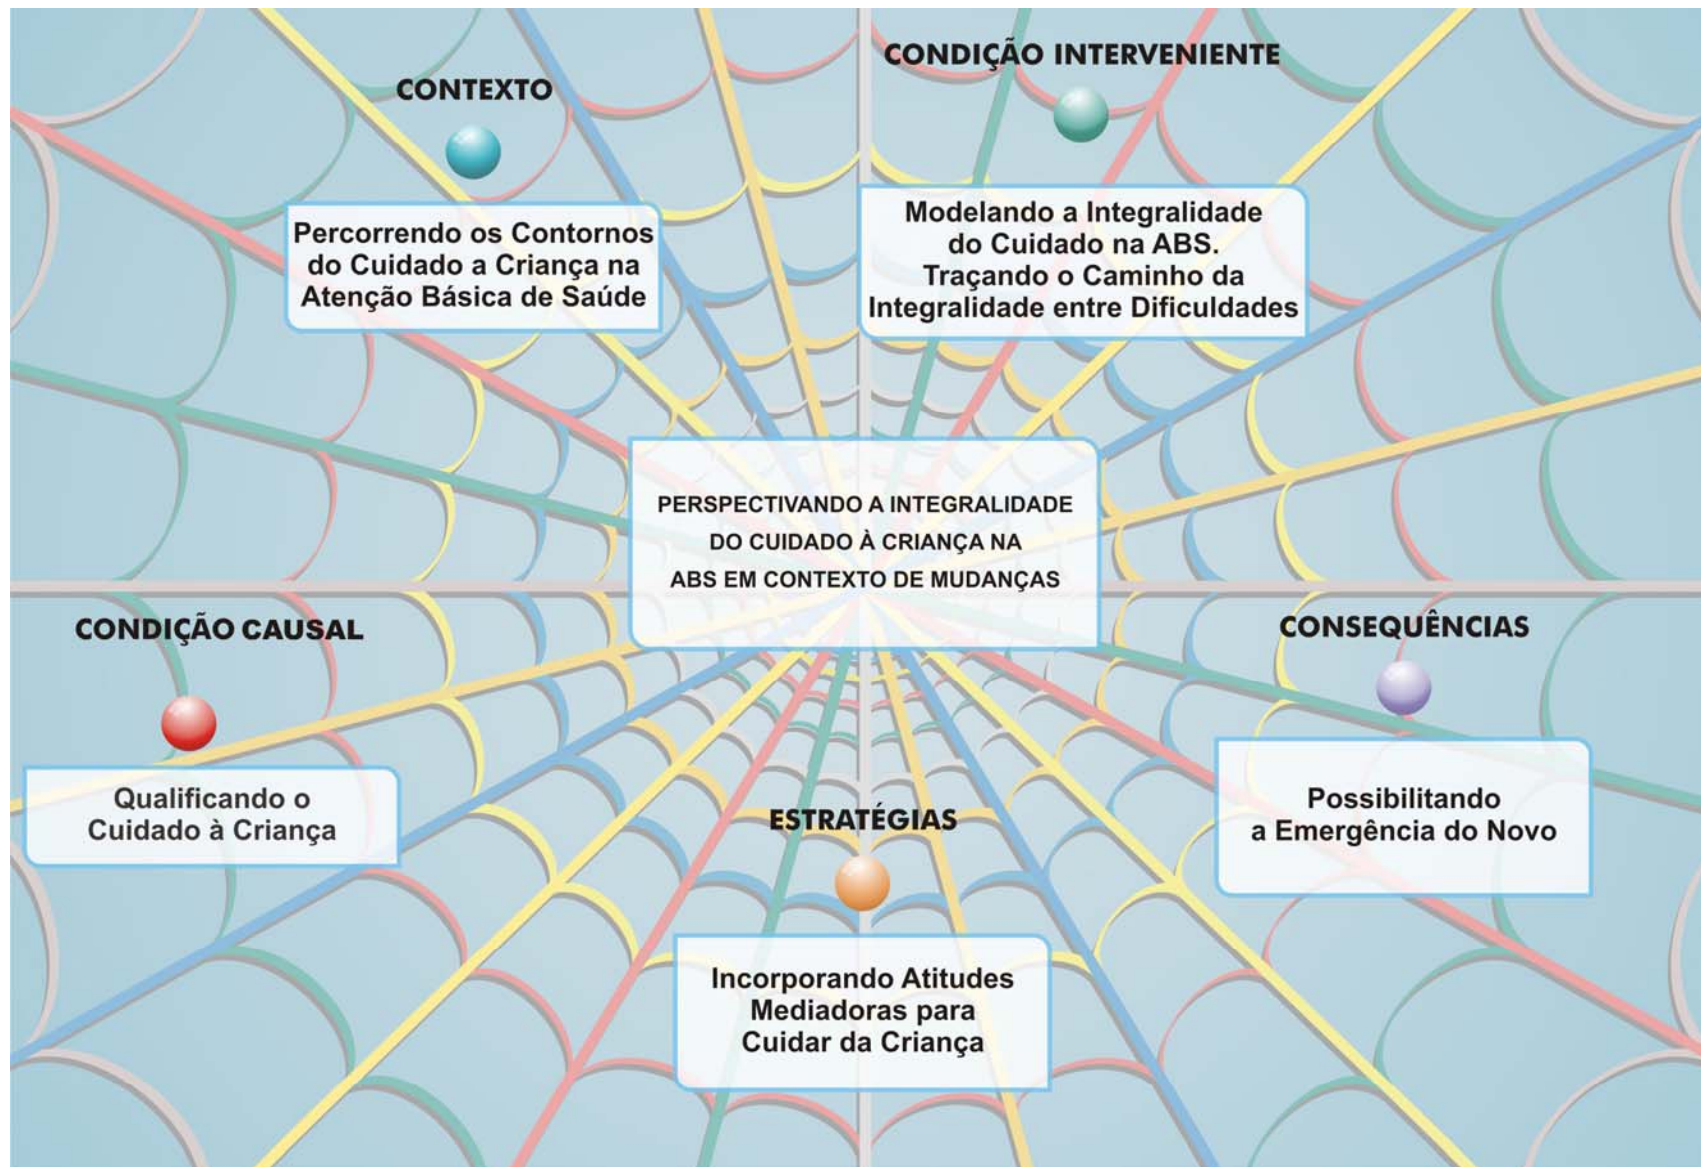 CONTEXTO
Percorrendo os Contornos
do Cuidado a Criança na
Atenção Básica de Saúde
CONDIÇÃO INTERVENIENTE
Modelando a Integralidade
do Cuidado na ABS.
Traçando o Caminho da
Integralidade entre Dificuldades
PERSPECTIVANDO A INTEGRALIDADE
DO CUIDADO À CRIANÇA NA
ABS EM CONTEXTO DE MUDANÇAS
CONDIÇÃO CAUSAL
Qualificando o
Cuidado à Criança
ESTRATÉGIAS
Incorporando Atitudes
Mediadoras para
Cuidar da Criança
CONSEQUÊNCIAS
Possibilitando
a Emergência do Novo